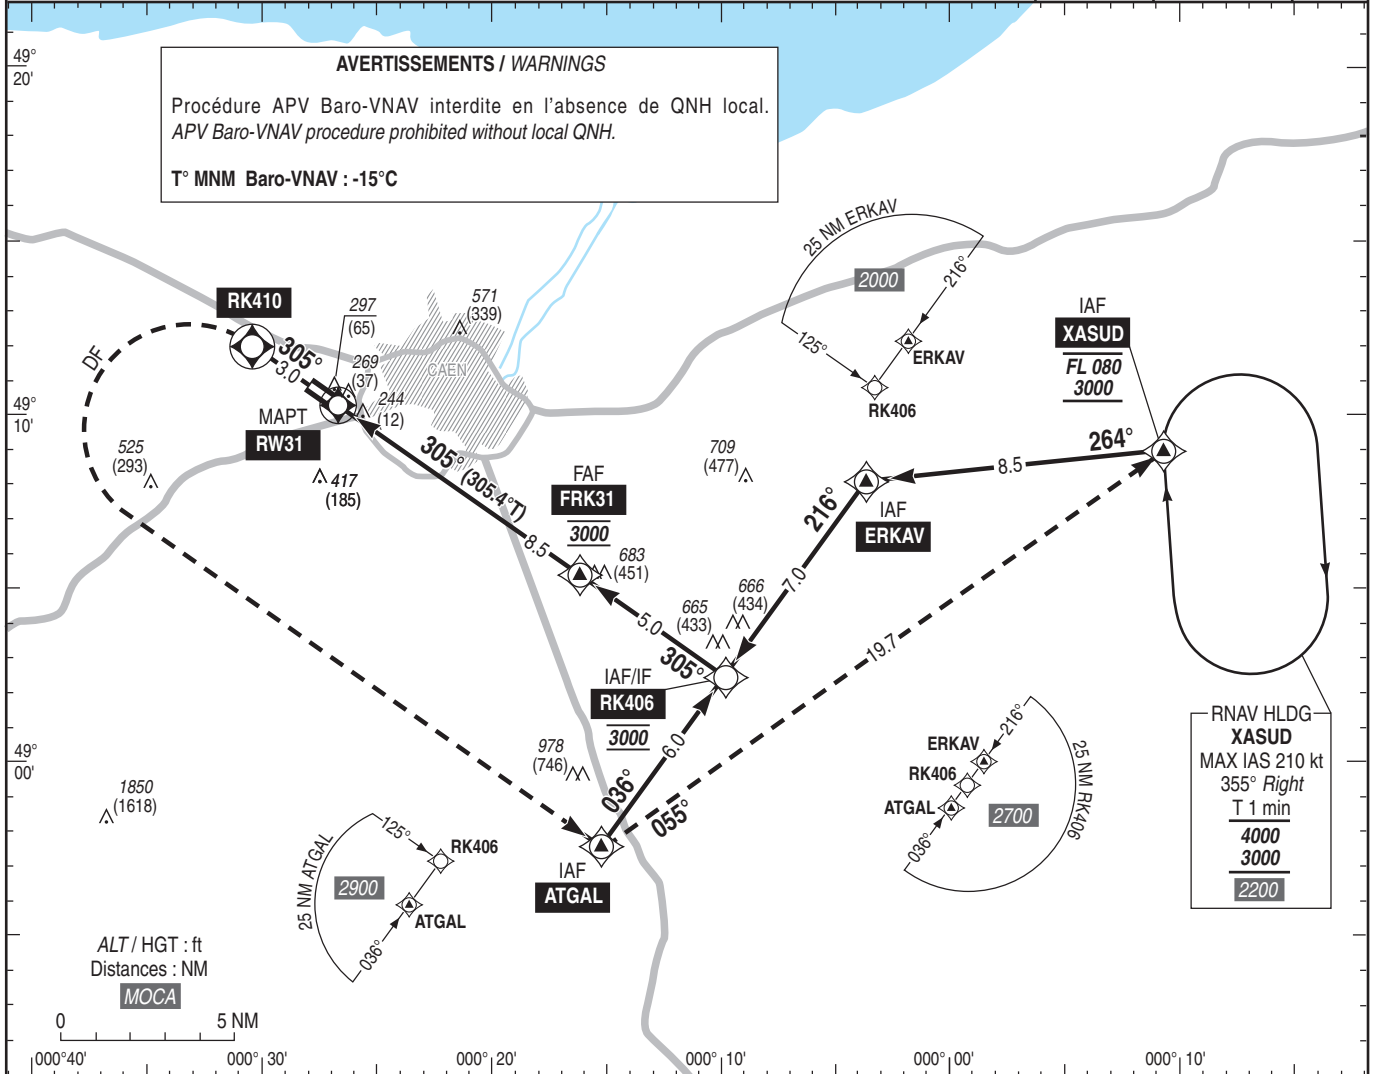 AVERTISSEMENTS / WARNINGS
Procédure APV Baro-VNAV interdite en l'absence de QNH local.
APV Baro-VNAV procedure prohibited without local QNH.
T° MNM Baro-VNAV : -15°C
49°
20'
25 NM ERKAV
2000
216°
125°
ERKAV
RK406
IAF
XASUD
FL 080
3000
RK410
297
(65)
571
(339)
DF
305°
3.0
269
(37)
CAEN
244
(12)
49°
10'
MAPT
RW31
525
(293)
417
(185)
305° (305.4°T)
8.5
FAF
FRK31
3000
709
(477)
264°
8.5
216°
IAF
ERKAV
683
(451)
7.0
666
(434)
665
(433)
5.0
305°
19.7
IAF/IF
RK406
3000
6.0
49°
00'
978
(746)
036°
055°
1850
(1618)
IAF
ATGAL
216°
ERKAV
RK406
ATGAL
036°
2700
25 NM RK406
RNAV HLDG
XASUD
MAX IAS 210 kt
355° Right
T 1 min
4000
3000
2200
125°
RK406
25 NM ATGAL
2900
ATGAL
036°
ALT / HGT : ft
Distances : NM
MOCA
0 5 NM
000°40' 000° 30' 000° 20' 000° 10' 000° 00' 000° 10'